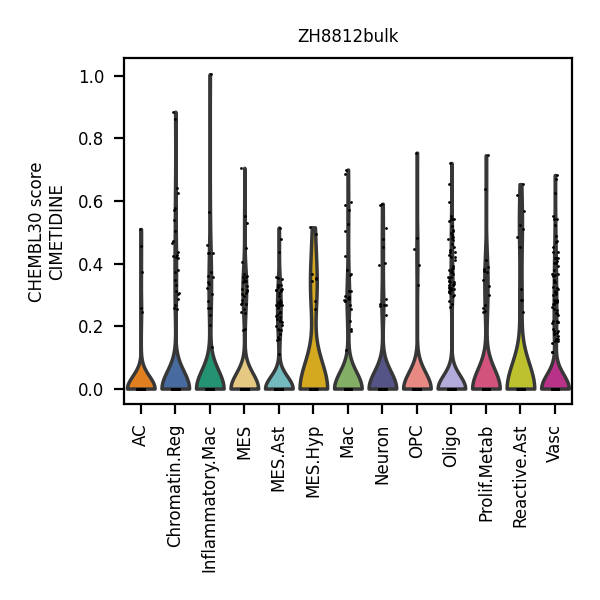 ZH8812bulk
CHEMBL30 score
CIMETIDINE
1.0
0.8
0.6
0.4
0.2
0.0
AC
Chromatin.Reg
Inflammatory.Mac
MES
MES.Ast
MES.Hyp
Mac
Neuron
OPC
Oligo
Prolif.Metab
Reactive.Ast
Vasc